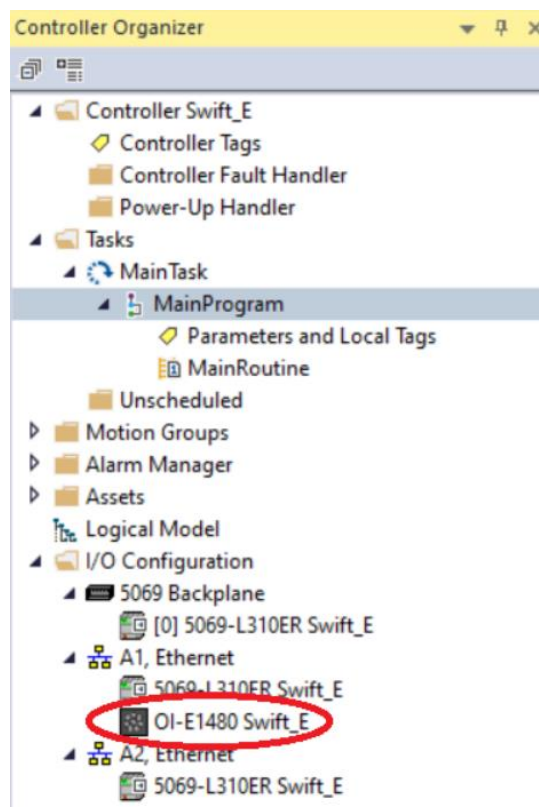 Controller Organizer
Controller Swift_E
Controller Tags
Controller Fault Handler
Power-Up Handler
Tasks
MainTask
MainProgram
Parameters and Local Tags
MainRoutine
Unscheduled
Motion Groups
Alarm Manager
Assets
Logical Model
I/O Configuration
5069 Backplane
[0] 5069-L310ER Swift_E
A1, Ethernet
5069-L310ER Swift_E
OI-E1480 Swift_E
A2, Ethernet
5069-L310ER Swift_E